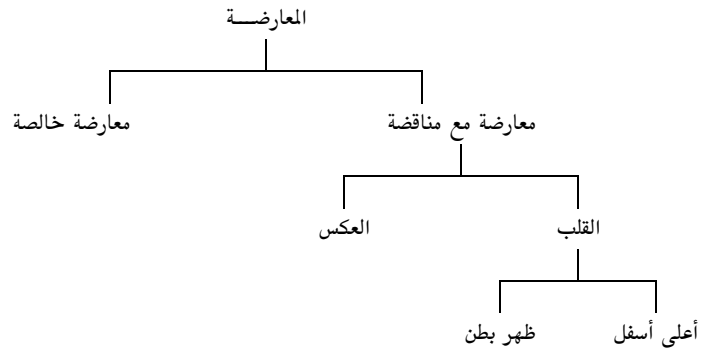 المعارضـــة
معارضة مع مناقضة
معارضة خالصة
القلب
العكس
أعلى أسفل
ظهر بطن